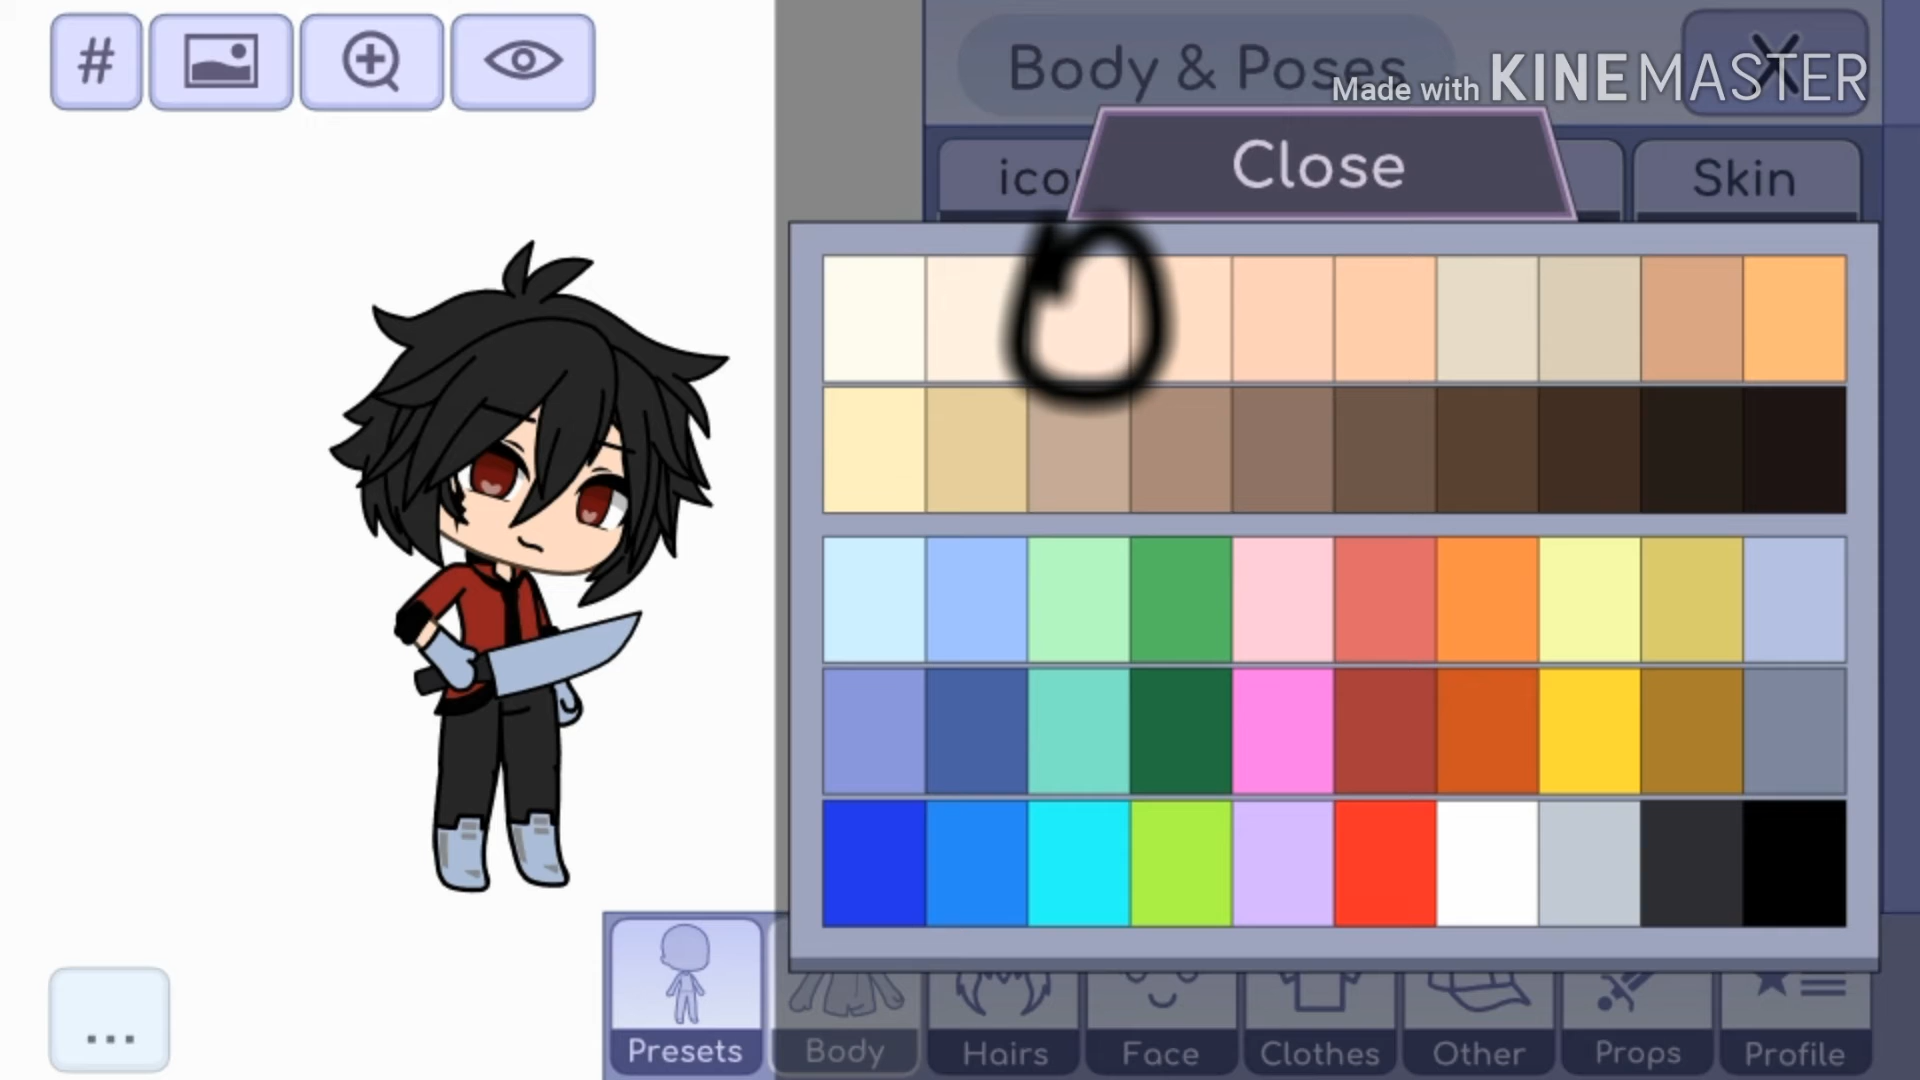 #
Body & Poses
X
Made with KINEMASTER
Close
Skin
...
Presets
Body
Hairs
Face
Clothes
Other
Props
Profile